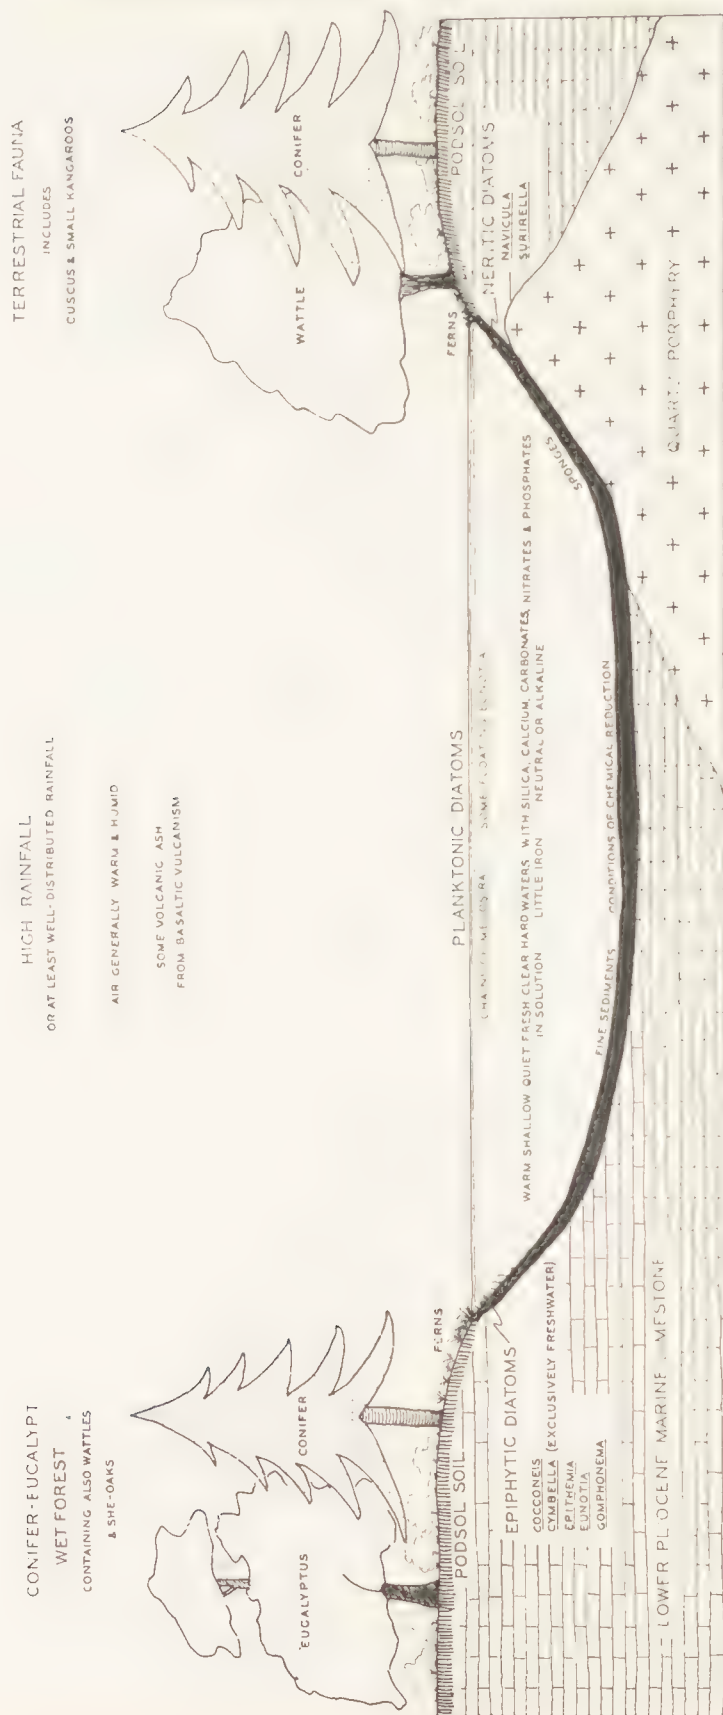 CONIFER-EUCALYPT
WET FOREST
CONTAINING ALSO WATTLES
& SHE-OAKS
HIGH RAINFALL
OR AT LEAST WELL-DISTRIBUTED RAINFALL
AIR GENERALLY WARM & HUMID
SOME VOLCANIC ASH
FROM BASALTIC VULCANISM
TERRESTRIAL FAUNA
INCLUDES
CUSCUS & SMALL KANGAROOS
EUCALYPTUS
CONIFER
WATTLE
CONIFER
FERNS
FERNS
PODSOL SOIL
PODSOL SOIL
PLANKTONIC DIATOMS
SOME
EPIPHYTIC DIATOMS
COCCONEIS
CYMBELLA (EXCLUSIVELY FRESHWATER)
EPITHEMIA
EUNOTIA
GOMPHONEMA
WARM SHALLOW QUIET FRESH CLEAR HARD WATERS WITH SILICA, CALCIUM, CARBONATES, NITRATES & PHOSPHATES
IN SOLUTION LITTLE IRON NEUTRAL OR ALKALINE
NERITIC DIATOMS
NAVICULA
SURIRELLA
SPONGES
FINE SEDIMENTS CONDITIONS OF CHEMICAL REDUCTION
LOWER PLIOCENE MARINE LIMESTONE
QUARTZ PORPHYRY